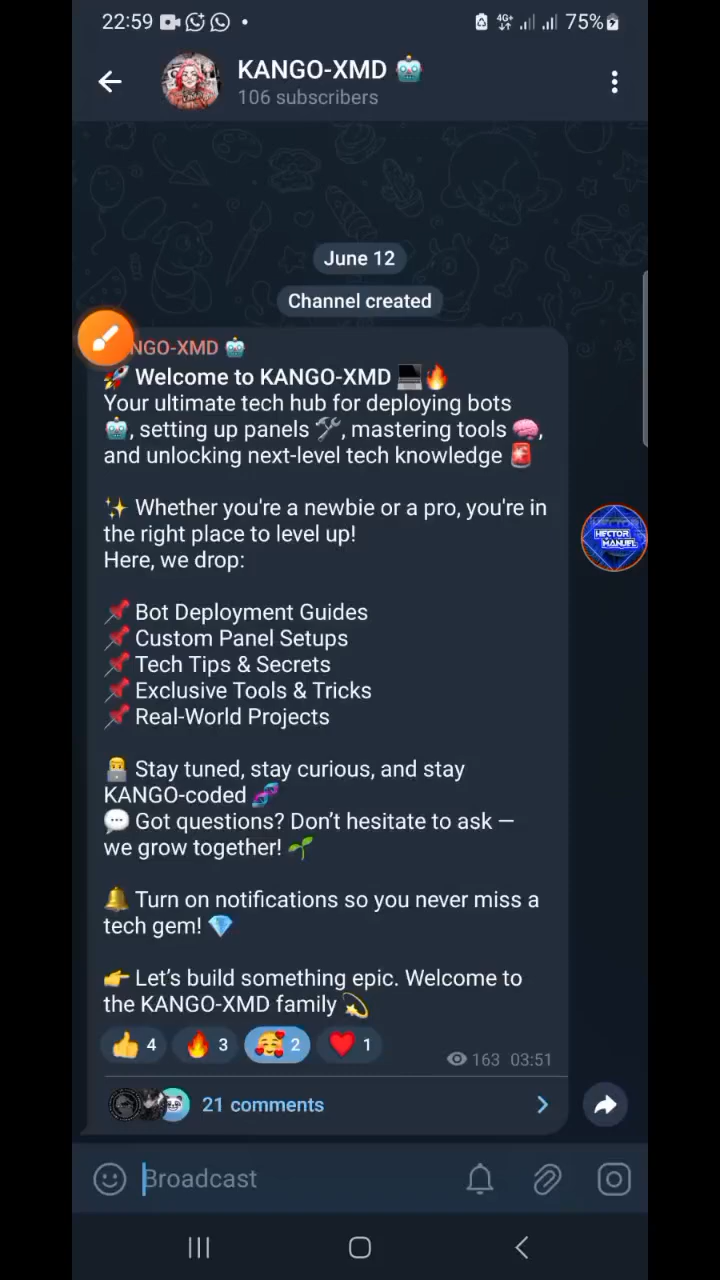 22:59
4G+
75%
KANGO-XMD 🤖
106 subscribers
June 12
Channel created
NGO-XMD 🤖
🚀 Welcome to KANGO-XMD 💻🔥
Your ultimate tech hub for deploying bots
🤖, setting up panels 🛠️, mastering tools 🧠,
and unlocking next-level tech knowledge 🚨
✨ Whether you're a newbie or a pro, you're in
the right place to level up!
Here, we drop:
📌 Bot Deployment Guides
📌 Custom Panel Setups
📌 Tech Tips & Secrets
📌 Exclusive Tools & Tricks
📌 Real-World Projects
👨‍💻 Stay tuned, stay curious, and stay
KANGO-coded 🧬
💬 Got questions? Don’t hesitate to ask —
we grow together! 🌱
🔔 Turn on notifications so you never miss a
tech gem! 💎
👉 Let’s build something epic. Welcome to
the KANGO-XMD family 💫
👍 4 🔥 3 🥰 2 ❤️ 1
163 03:51
21 comments
Broadcast
HECTOR
MANUEL